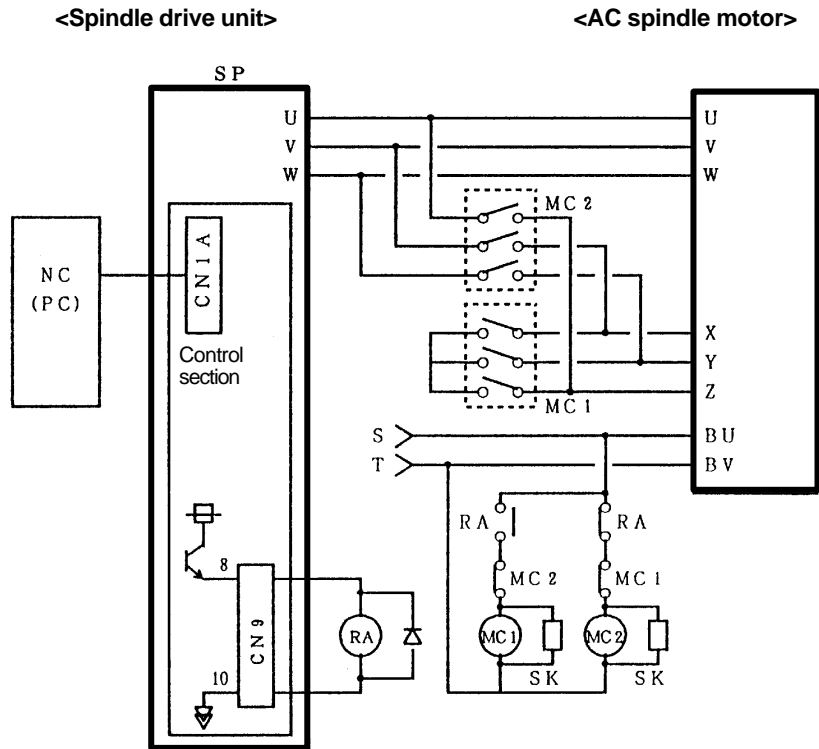 <Spindle drive unit>
<AC spindle motor>
SP
U
V
W
U
V
W
MC2
NC
(PC)
CN1A
Control
section
X
Y
Z
MC1
S
T
BU
BV
RA
RA
MC2
MC1
8
CN9
10
RA
MC1
MC2
SK
SK